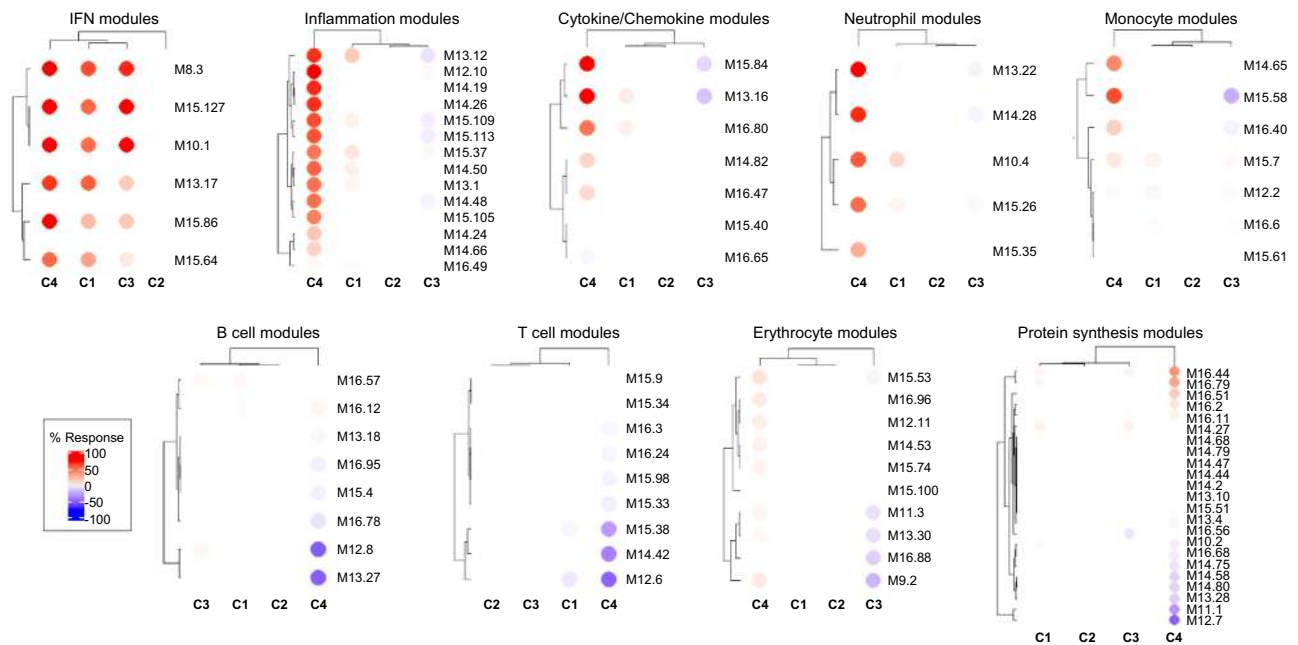 IFN modules
M8.3
M15.127
M10.1
M13.17
M15.86
M15.64
C4 C1 C3 C2
Inflammation modules
M13.12
M12.10
M14.19
M14.26
M15.109
M15.113
M15.37
M14.50
M13.1
M14.48
M15.105
M14.24
M14.66
M16.49
C4 C1 C2 C3
Cytokine/Chemokine modules
M15.84
M13.16
M16.80
M14.82
M16.47
M15.40
M16.65
C4 C1 C2 C3
Neutrophil modules
M13.22
M14.28
M10.4
M15.26
M15.35
C4 C1 C2 C3
Monocyte modules
M14.65
M15.58
M16.40
M15.7
M12.2
M16.6
M15.61
C4 C1 C2 C3
% Response
100
50
0
-50
-100
B cell modules
M16.57
M16.12
M13.18
M16.95
M15.4
M16.78
M12.8
M13.27
C3 C1 C2 C4
T cell modules
M15.9
M15.34
M16.3
M16.24
M15.98
M15.33
M15.38
M14.42
M12.6
C2 C3 C1 C4
Erythrocyte modules
M15.53
M16.96
M12.11
M14.53
M15.74
M15.100
M11.3
M13.30
M16.88
M9.2
C4 C1 C2 C3
Protein synthesis modules
M16.44
M16.79
M16.51
M16.2
M16.11
M14.27
M14.68
M14.79
M14.47
M14.44
M14.2
M13.10
M15.51
M13.4
M16.56
M10.2
M16.68
M14.75
M14.58
M14.80
M13.28
M11.1
M12.7
C1 C2 C3 C4